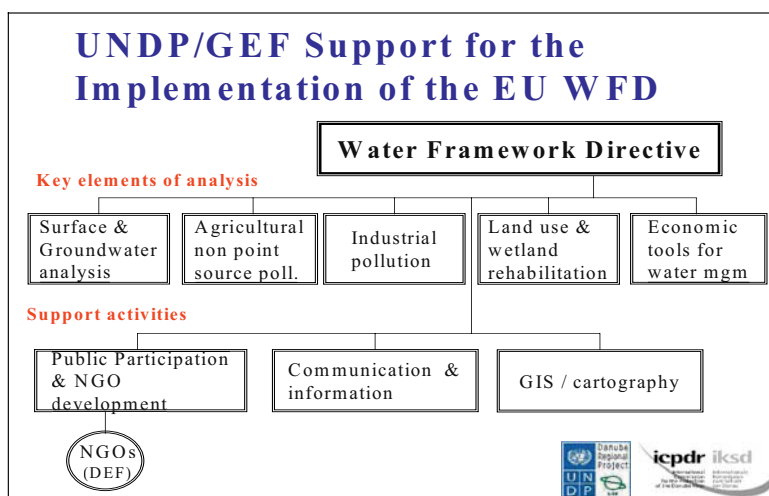 UNDP/GEF Support for the
Implementation of the EU WFD
Water Framework Directive
Key elements of analysis
Surface &
Groundwater
analysis
Agricultural
non point
source poll.
Industrial
pollution
Land use &
wetland
rehabilitation
Economic
tools for
water mgm
Support activities
Public Participation
& NGO
development
Communication &
information
GIS / cartography
NGOs
(DEF)
U N
D P
Danube
Regional
Project
icpdr iksd